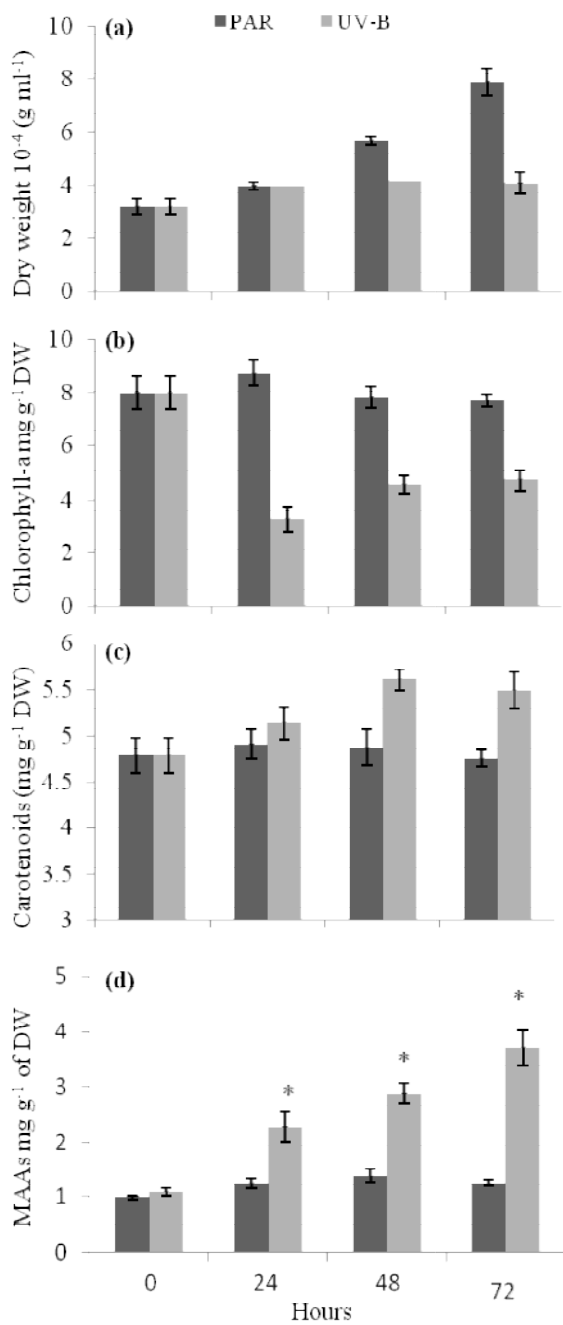 (a) PAR UV-B
Dry weight 10⁻⁴ (g ml⁻¹)
10
8
6
4
2
0
(b)
Chlorophyll-amg g⁻¹ DW
10
8
6
4
2
0
(c)
Carotenoids (mg g⁻¹ DW)
6
5.5
5
4.5
4
3.5
3
(d)
MAAs mg g⁻¹ of DW
5
4
3
2
1
0
* * *
0 24 48 72
Hours